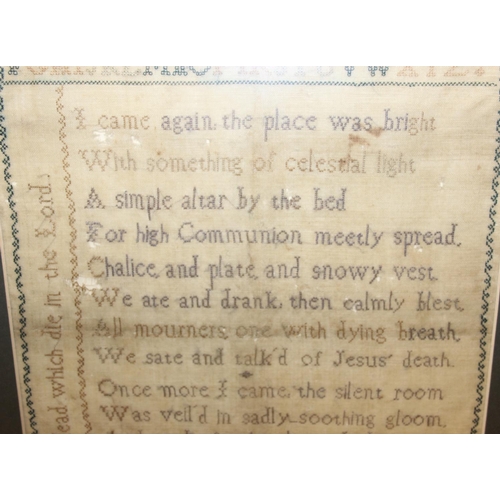 I came, again, the place was bright
With something of celestial light
A simple altar by the bed
For high Communion meetly spread,
Chalice, and plate, and snowy vest.
We ate and drank, then calmly blest,
All mourners, one with dying breath,
We sate and talk'd of Jesus' death.
Once more I came, the silent room
Was veil'd in sadly-soothing gloom,
ead which die in the Lord.